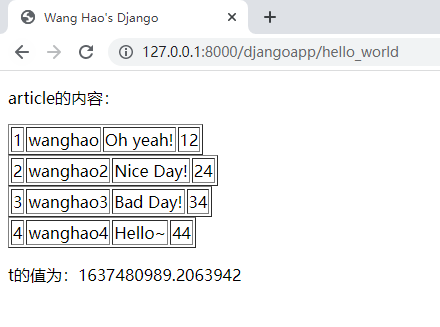 Wang Hao's Django
127.0.0.1:8000/djangoapp/hello_world
article的内容：
1 wanghao Oh yeah! 12
2 wanghao2 Nice Day! 24
3 wanghao3 Bad Day! 34
4 wanghao4 Hello~ 44
t的值为：1637480989.2063942